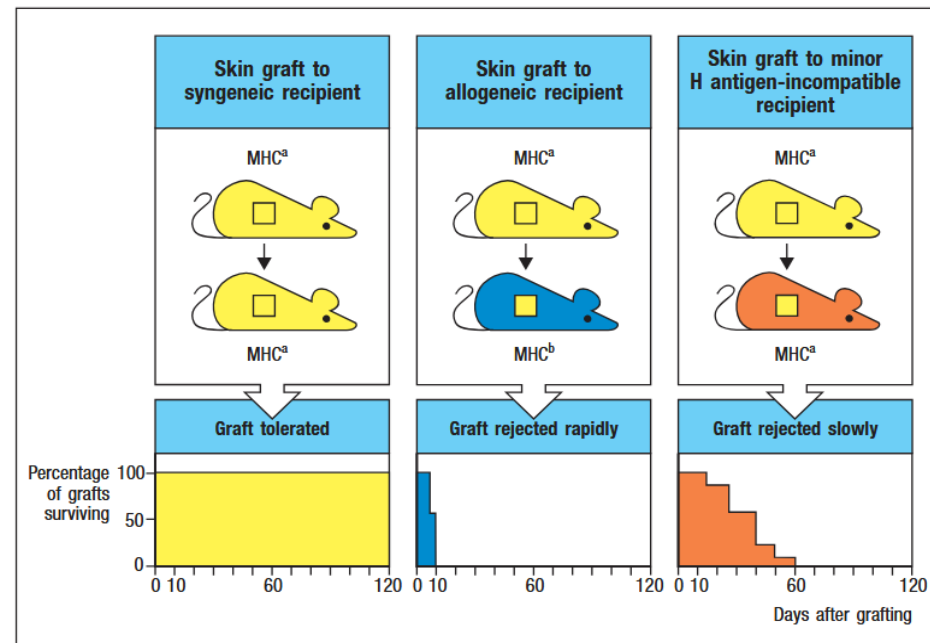 Skin graft to
syngeneic recipient
Skin graft to
allogeneic recipient
Skin graft to minor
H antigen-incompatible
recipient
MHCᵃ
MHCᵃ
MHCᵃ
MHCᵃ
MHCᵇ
MHCᵃ
Graft tolerated
Graft rejected rapidly
Graft rejected slowly
Percentage
of grafts
surviving
100
50
0
0 10 60 120
0 10 60 120
0 10 60 120
Days after grafting